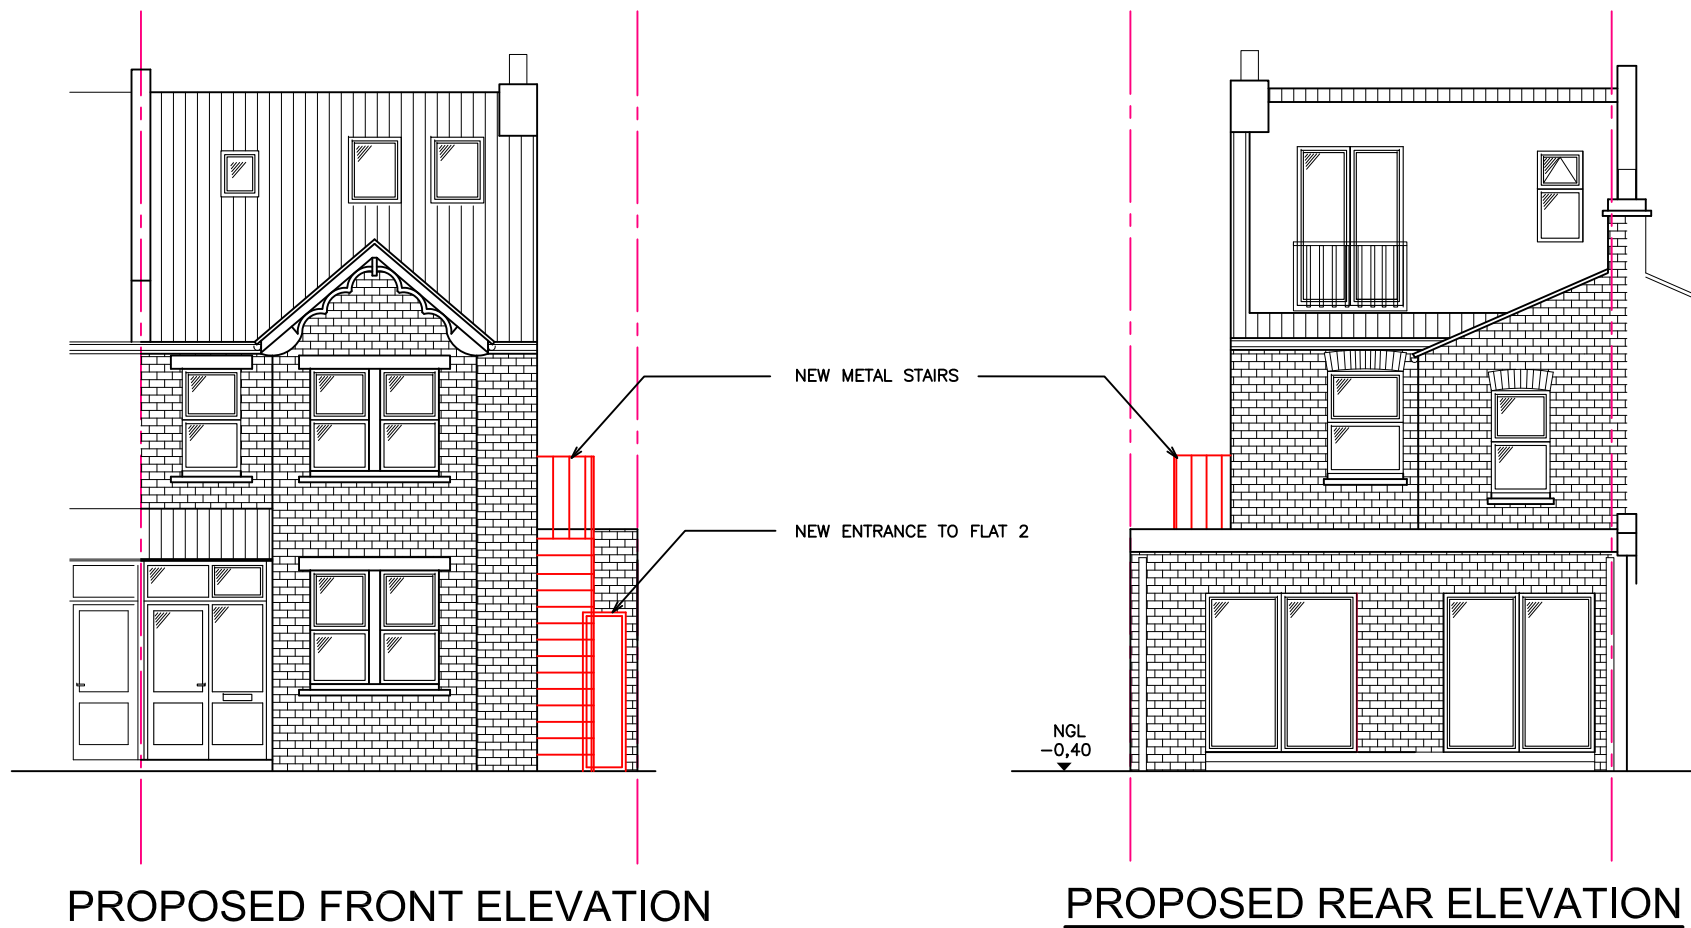 NEW METAL STAIRS
NEW ENTRANCE TO FLAT 2
NGL
-0,40
PROPOSED FRONT ELEVATION
PROPOSED REAR ELEVATION